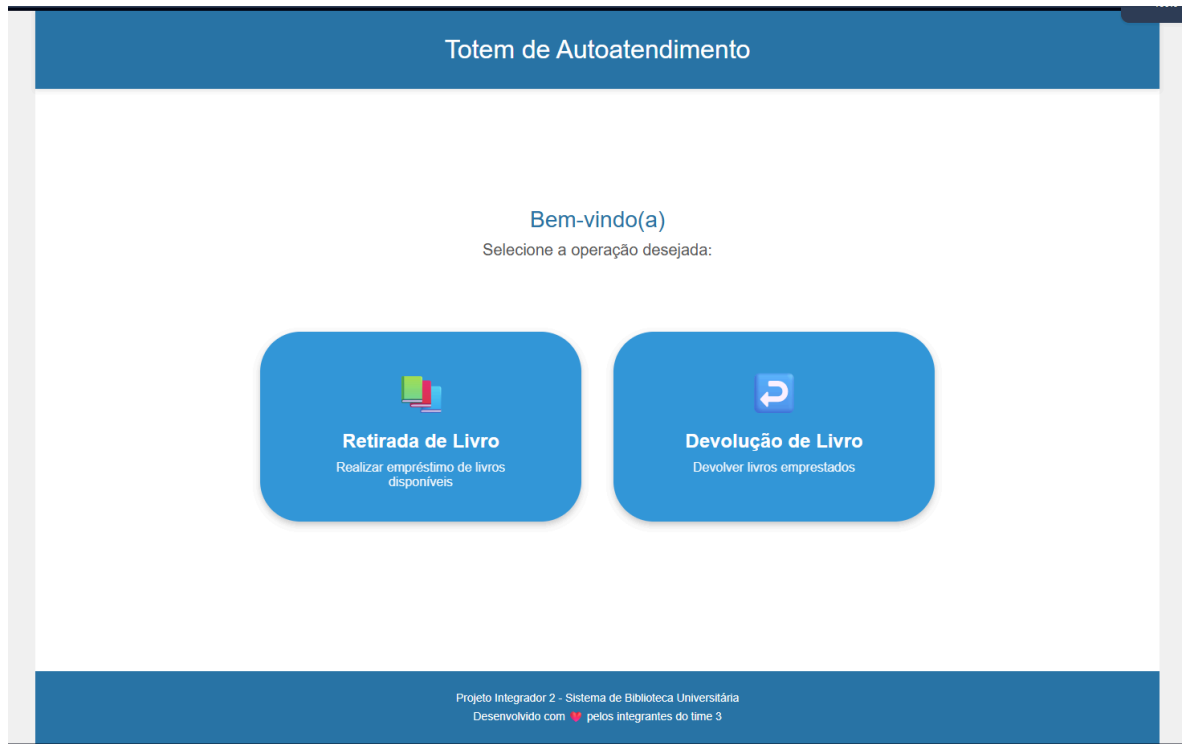 Totem de Autoatendimento
Bem-vindo(a)
Selecione a operação desejada:
Retirada de Livro
Realizar empréstimo de livros
disponíveis
Devolução de Livro
Devolver livros emprestados
Projeto Integrador 2 - Sistema de Biblioteca Universitária
Desenvolvido com ❤️ pelos integrantes do time 3